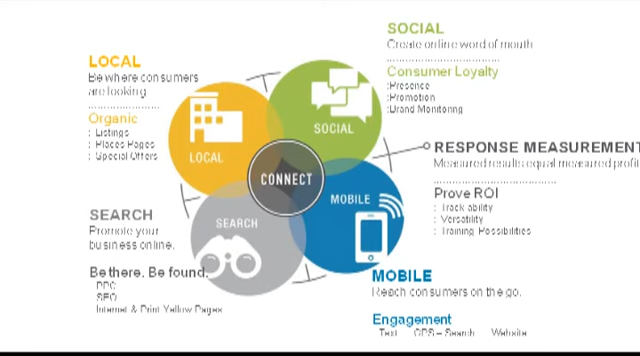 SOCIAL
Create online word of mouth
Consumer Loyalty
:Presence
:Promotion
:Brand Monitoring
LOCAL
Be where consumers
are looking
Organic
: Listings
: Places Pages
: Special Offers
SOCIAL
LOCAL
CONNECT
MOBILE
SEARCH
RESPONSE MEASUREMENT
Measured results equal measured profit
Prove ROI
: Track ability
: Versatility
: Training Possibilities
SEARCH
Promote your
business online.
Be there. Be found.
PPC
SEO
Internet & Print Yellow Pages
MOBILE
Reach consumers on the go.
Engagement
Text GPS – Search Website